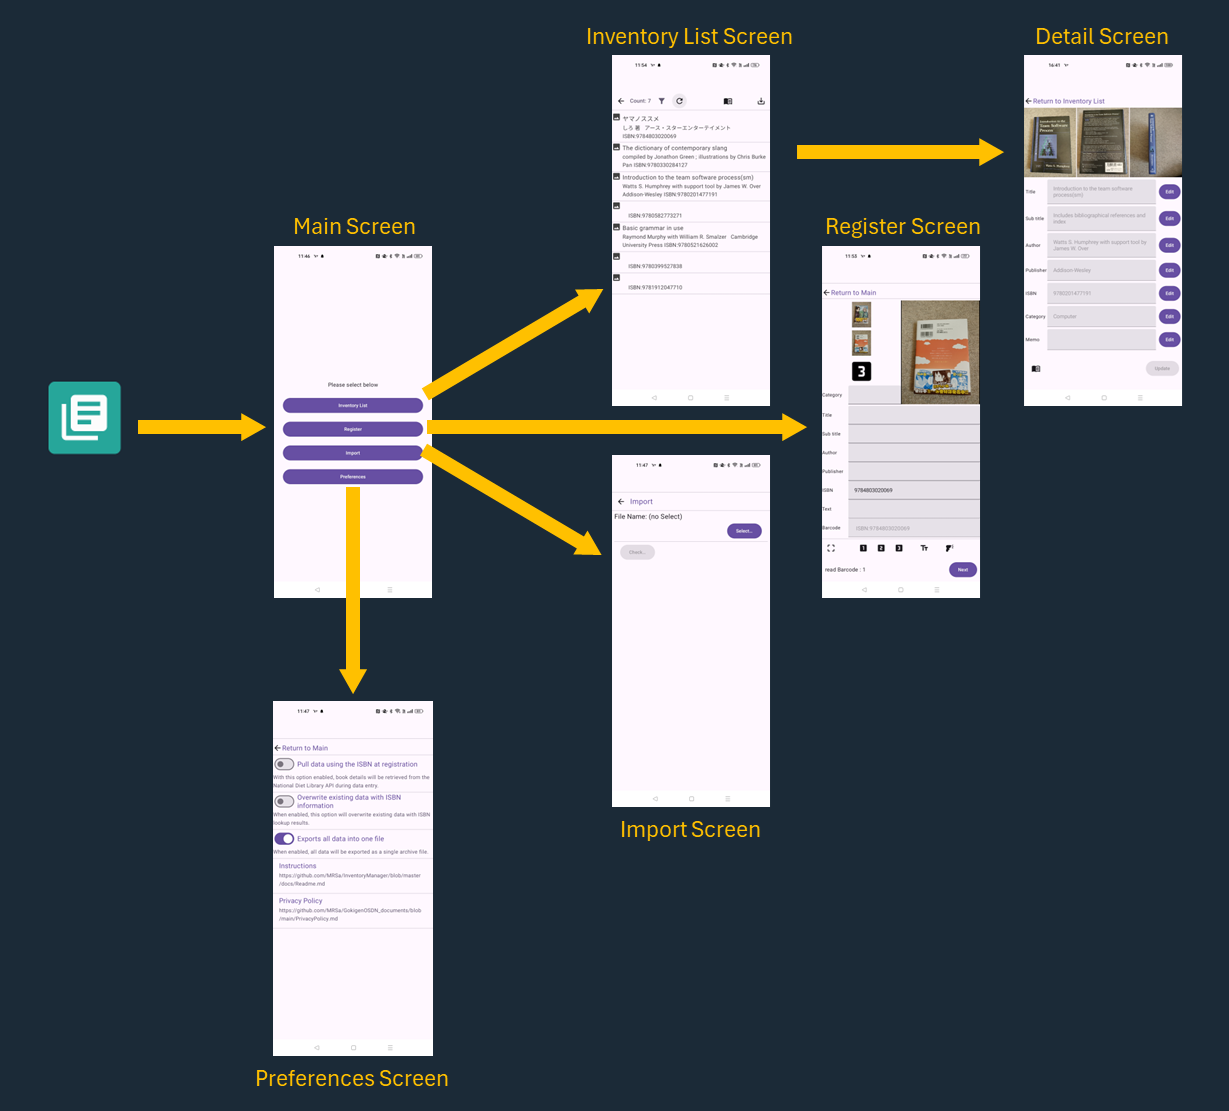 Inventory List Screen
Detail Screen
11:54
Count: 7
ヤマノススメ
しろ 著 アース・スターエンターテイメント
ISBN:9784803020069
The dictionary of contemporary slang
compiled by Jonathon Green ; illustrations by Chris Burke
Pan ISBN:9780330284127
Introduction to the team software process(sm)
Watts S. Humphrey with support tool by James W. Over
Addison-Wesley ISBN:9780201477191
ISBN:9780582773271
Basic grammar in use
Raymond Murphy with William R. Smalzer Cambridge
University Press ISBN:9780521626002
ISBN:9780399527838
ISBN:9781912047710
16:41
Return to Inventory List
Introduction to the
Team Software
Process
Title
Introduction to the team software
process(sm)
Edit
Sub title
Includes bibliographical references and
index
Edit
Author
Watts S. Humphrey with support tool by
James W. Over
Edit
Publisher
Addison-Wesley
Edit
ISBN
9780201477191
Edit
Category
Computer
Edit
Memo
Edit
Update
Main Screen
11:46
Please select below
Inventory List
Register
Import
Preferences
Register Screen
11:53
Return to Main
3
Category
Title
Sub title
Author
Publisher
ISBN
9784803020069
Text
Barcode
ISBN:9784803020069
1 2 3 Tт
read Barcode : 1
Next
11:47
Import
File Name: (no Select)
Select...
Check...
Import Screen
11:47
Return to Main
Pull data using the ISBN at registration
With this option enabled, book details will be retrieved from the
National Diet Library API during data entry.
Overwrite existing data with ISBN
information
When enabled, this option will overwrite existing data with ISBN
lookup results.
Exports all data into one file
When enabled, all data will be exported as a single archive file.
Instructions
https://github.com/MRSa/InventoryManager/blob/master
/docs/Readme.md
Privacy Policy
https://github.com/MRSa/GokigenOSDN_documents/blob
/main/PrivacyPolicy.md
Preferences Screen